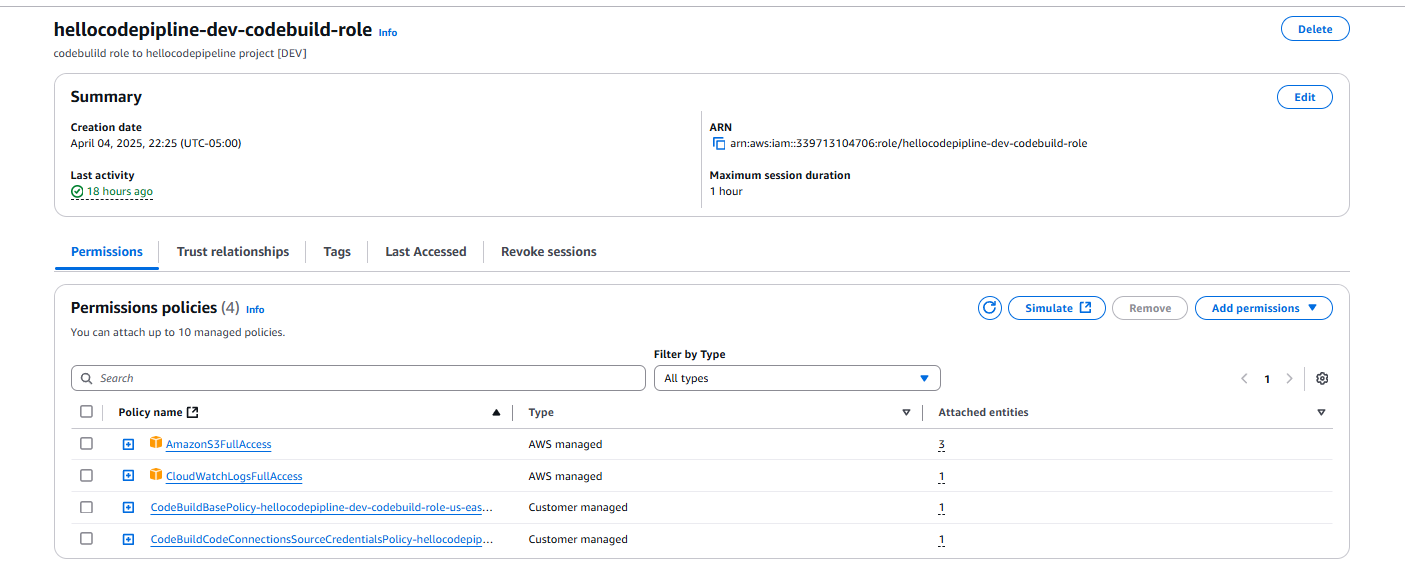 hellocodepipline-dev-codebuild-role Info
Delete
codebulild role to hellocodepipeline project [DEV]
Summary
Edit
Creation date
April 04, 2025, 22:25 (UTC-05:00)
ARN
arn:aws:iam::339713104706:role/hellocodepipline-dev-codebuild-role
Last activity
18 hours ago
Maximum session duration
1 hour
Permissions
Trust relationships
Tags
Last Accessed
Revoke sessions
Permissions policies (4) Info
Simulate
Remove
Add permissions
You can attach up to 10 managed policies.
Filter by Type
Search
All types
1
Policy name
Type
Attached entities
AmazonS3FullAccess
AWS managed
3
CloudWatchLogsFullAccess
AWS managed
1
CodeBuildBasePolicy-hellocodepipline-dev-codebuild-role-us-eas...
Customer managed
1
CodeBuildCodeConnectionsSourceCredentialsPolicy-hellocodepip...
Customer managed
1